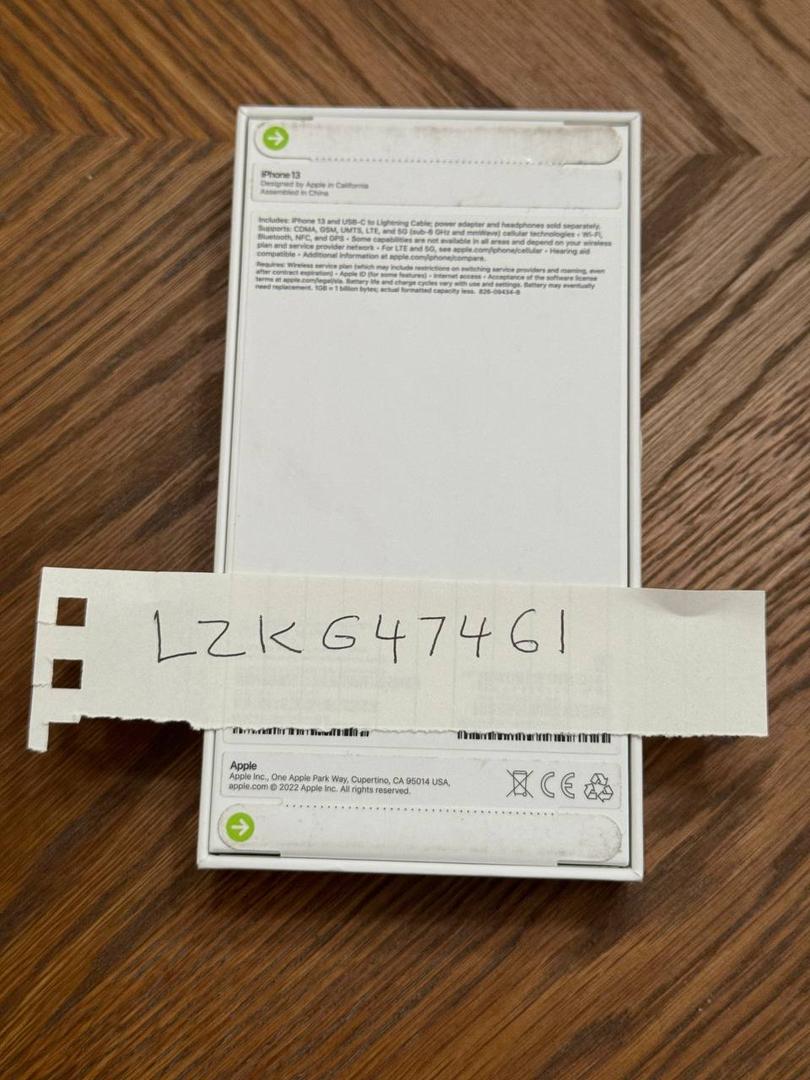 iPhone 13
Designed by Apple in California
Assembled in China
Includes: iPhone 13 and USB-C to Lightning Cable; power adapter and headphones sold separately.
Supports: CDMA, GSM, UMTS, LTE, and 5G (sub-6 GHz and mmWave) cellular technologies • Wi-Fi,
Bluetooth, NFC, and GPS • Some capabilities are not available in all areas and depend on your wireless
plan and service provider network • For LTE and 5G, see apple.com/iphone/cellular • Hearing aid
compatible • Additional information at apple.com/iphone/compare.
Requires: Wireless service plan (which may include restrictions on switching service providers and roaming, even
after contract expiration) • Apple ID (for some features) • Internet access • Acceptance of the software license
terms at apple.com/legal/sla. Battery life and charge cycles vary with use and settings. Battery may eventually
need replacement. 1GB = 1 billion bytes; actual formatted capacity less. 826-09434-B
LZKG47461
Apple
Apple Inc., One Apple Park Way, Cupertino, CA 95014 USA,
apple.com © 2022 Apple Inc. All rights reserved.
CE